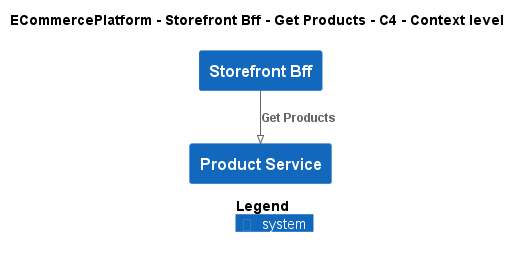 ECommercePlatform - Storefront Bff - Get Products - C4 - Context level
Storefront Bff
Get Products
Product Service
Legend
system